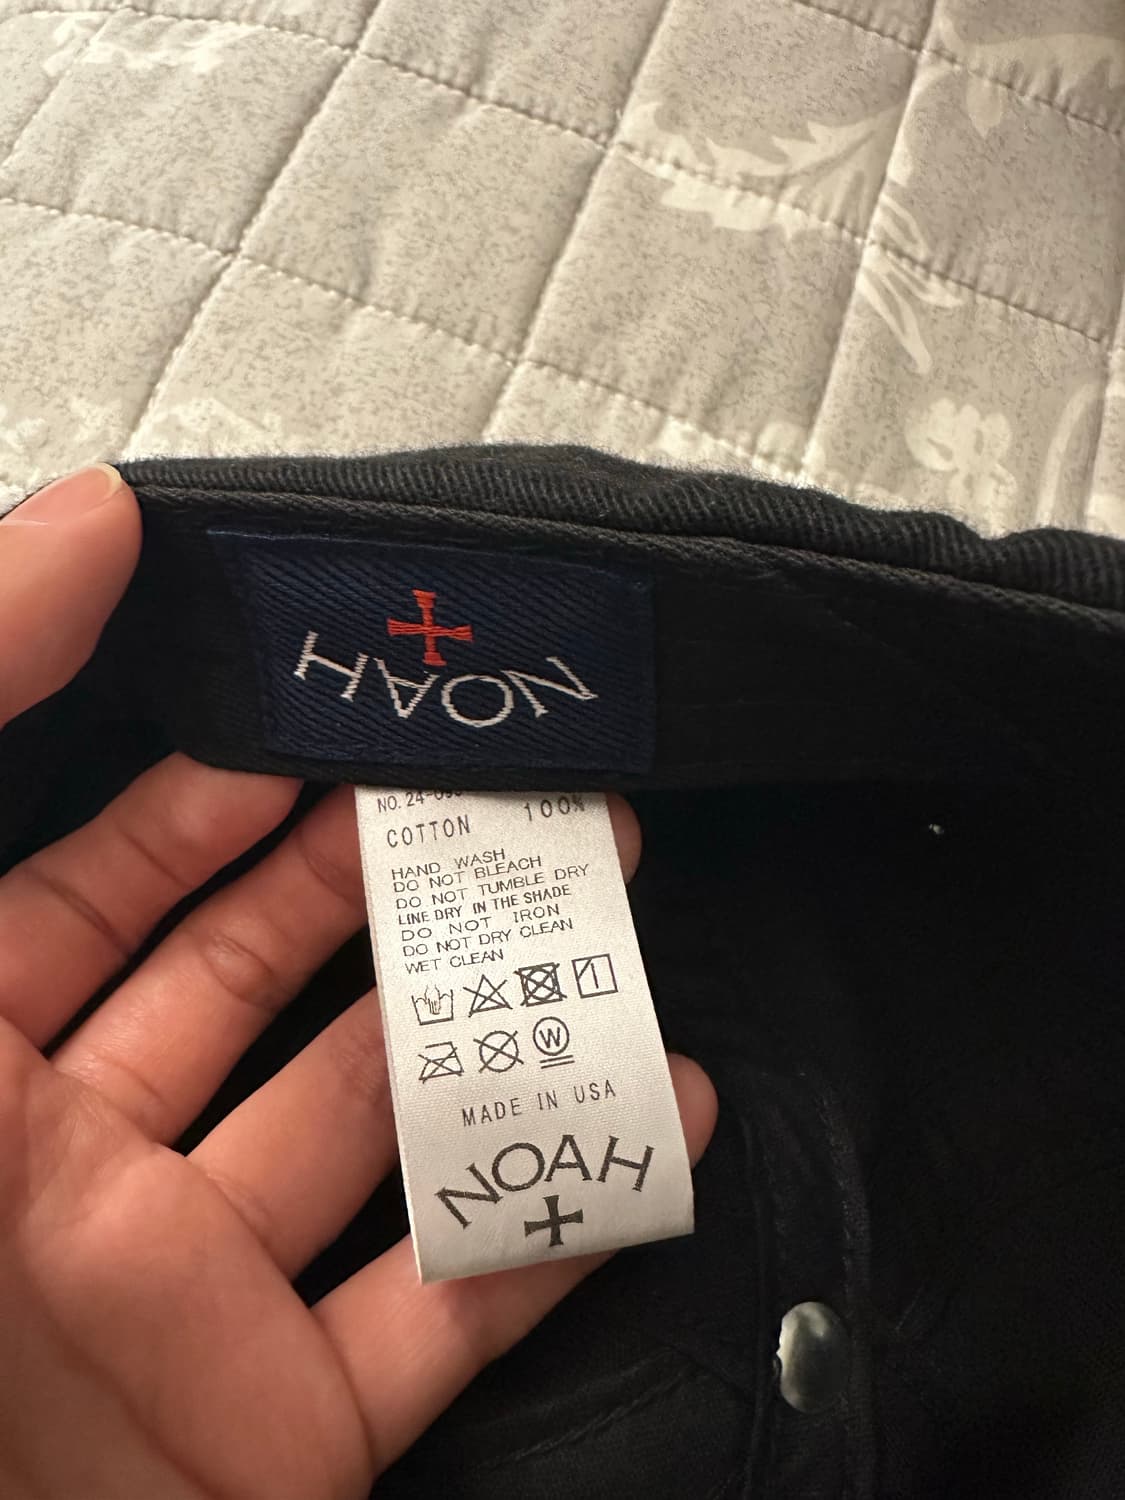 NOAH
NO. 24-09
COTTON 100%
HAND WASH
DO NOT BLEACH
DO NOT TUMBLE DRY
LINE DRY IN THE SHADE
DO NOT IRON
DO NOT DRY CLEAN
WET CLEAN
W
MADE IN USA
NOAH